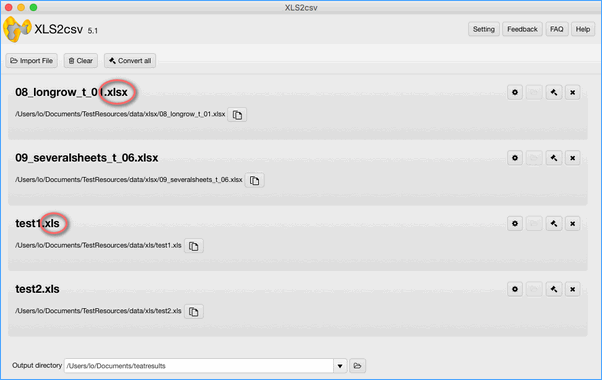 XLS2csv
XLS2csv 5.1
Setting Feedback FAQ Help
Import File Clear Convert all
08_longrow_t_01.xlsx
/Users/lo/Documents/TestResources/data/xlsx/08_longrow_t_01.xlsx
09_severalsheets_t_06.xlsx
/Users/lo/Documents/TestResources/data/xlsx/09_severalsheets_t_06.xlsx
test1.xls
/Users/lo/Documents/TestResources/data/xls/test1.xls
test2.xls
/Users/lo/Documents/TestResources/data/xls/test2.xls
Output directory /Users/lo/Documents/teatresults